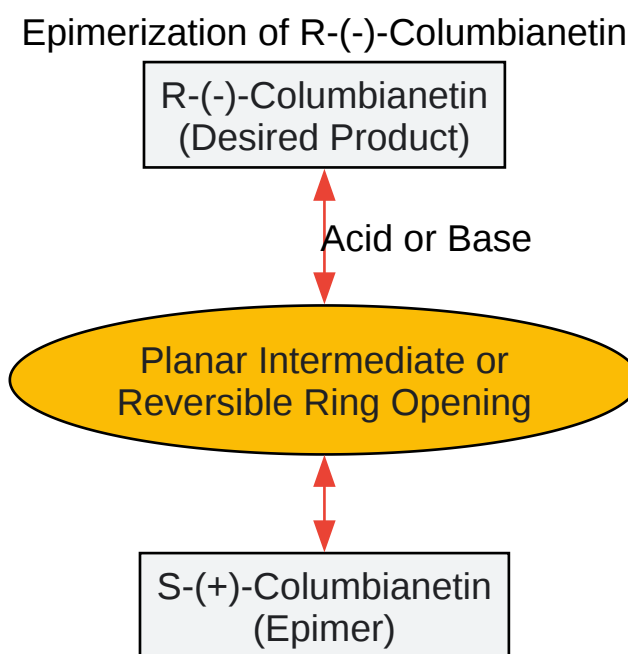 Epimerization of R-(-)-Columbianetin
R-(-)-Columbianetin
(Desired Product)
Acid or Base
Planar Intermediate or
Reversible Ring Opening
S-(+)-Columbianetin
(Epimer)